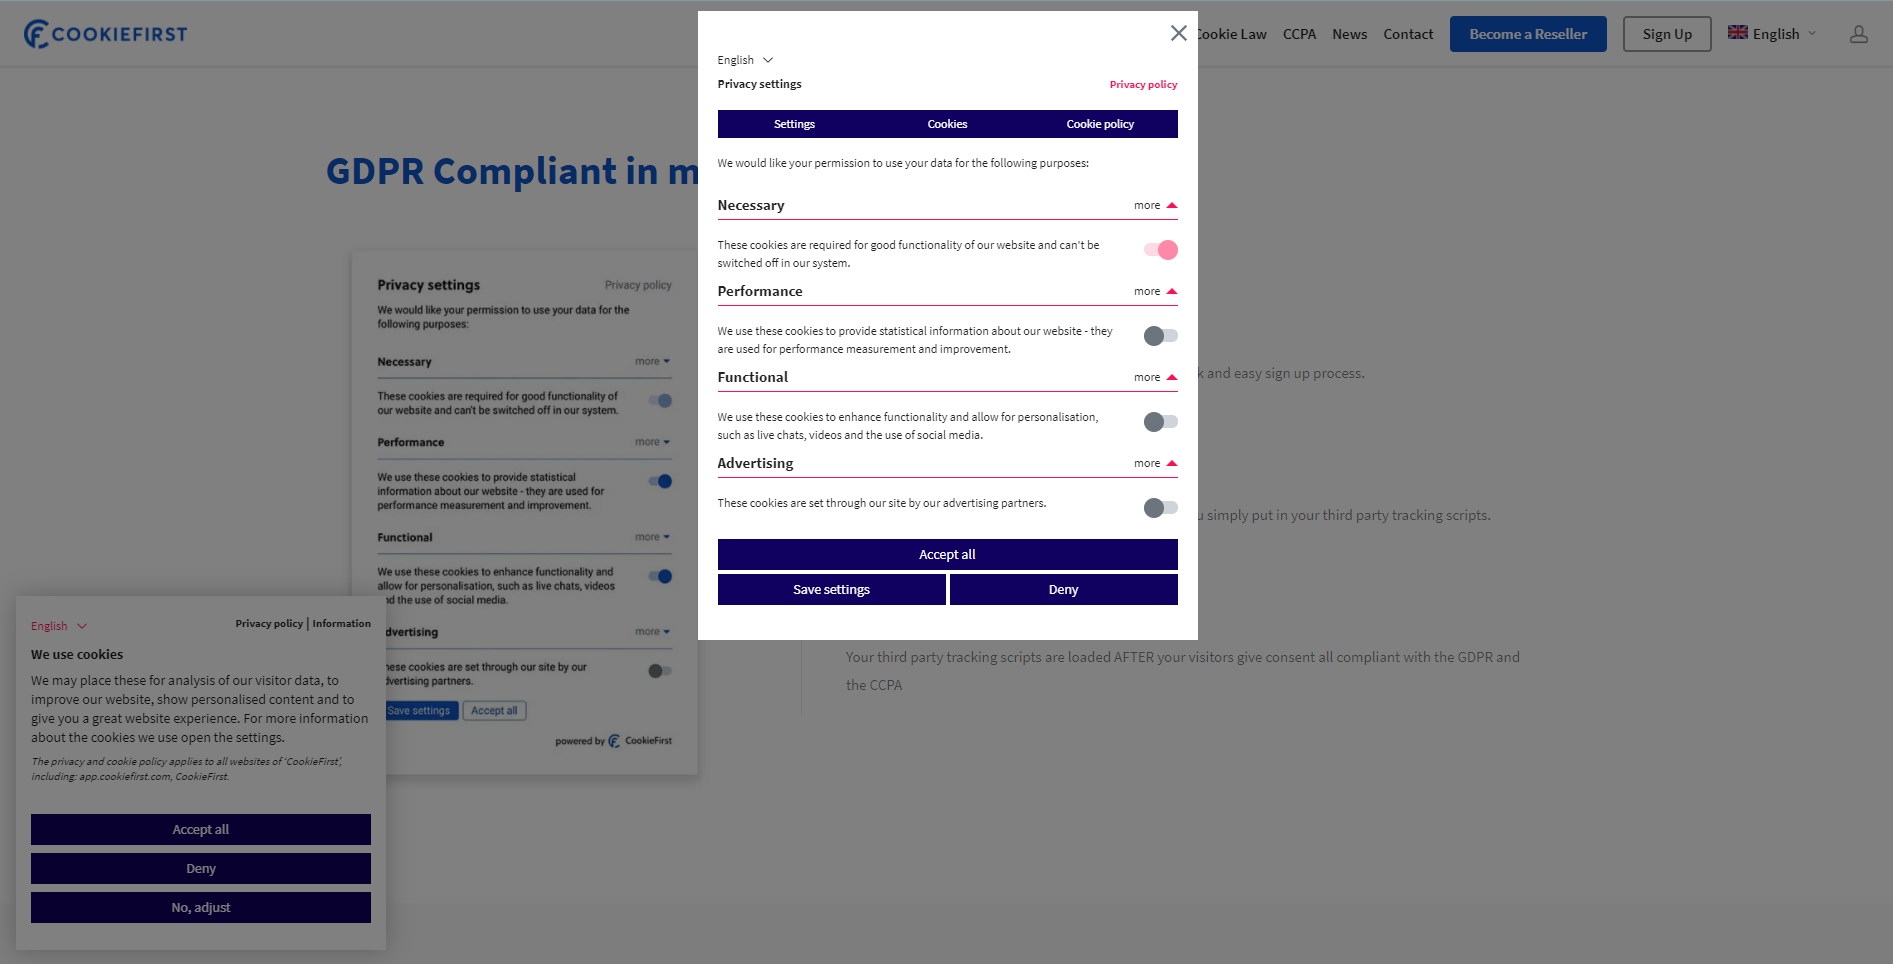 COOKIEFIRST
Cookie Law CCPA News Contact Become a Reseller Sign Up English
English
Privacy settings Privacy policy
Settings Cookies Cookie policy
We would like your permission to use your data for the following purposes:
Necessary more
These cookies are required for good functionality of our website and can't be
switched off in our system.
Performance more
We use these cookies to provide statistical information about our website - they
are used for performance measurement and improvement.
Functional more
We use these cookies to enhance functionality and allow for personalisation,
such as live chats, videos and the use of social media.
Advertising more
These cookies are set through our site by our advertising partners.
Accept all
Save settings Deny
GDPR Compliant in m
Privacy settings Privacy policy
We would like your permission to use your data for the
following purposes:
Necessary more
These cookies are required for good functionality of
our website and can't be switched off in our system.
Performance more
We use these cookies to provide statistical
information about our website - they are used for
performance measurement and improvement.
Functional more
We use these cookies to enhance functionality and
allow for personalisation, such as live chats, videos
nd the use of social media.
dvertising more
hese cookies are set through our site by our
dvertising partners.
Save settings Accept all
powered by CookieFirst
k and easy sign up process.
u simply put in your third party tracking scripts.
Your third party tracking scripts are loaded AFTER your visitors give consent all compliant with the GDPR and
the CCPA
English Privacy policy | Information
We use cookies
We may place these for analysis of our visitor data, to
improve our website, show personalised content and to
give you a great website experience. For more information
about the cookies we use open the settings.
The privacy and cookie policy applies to all websites of 'CookieFirst',
including: app.cookiefirst.com, CookieFirst.
Accept all
Deny
No, adjust